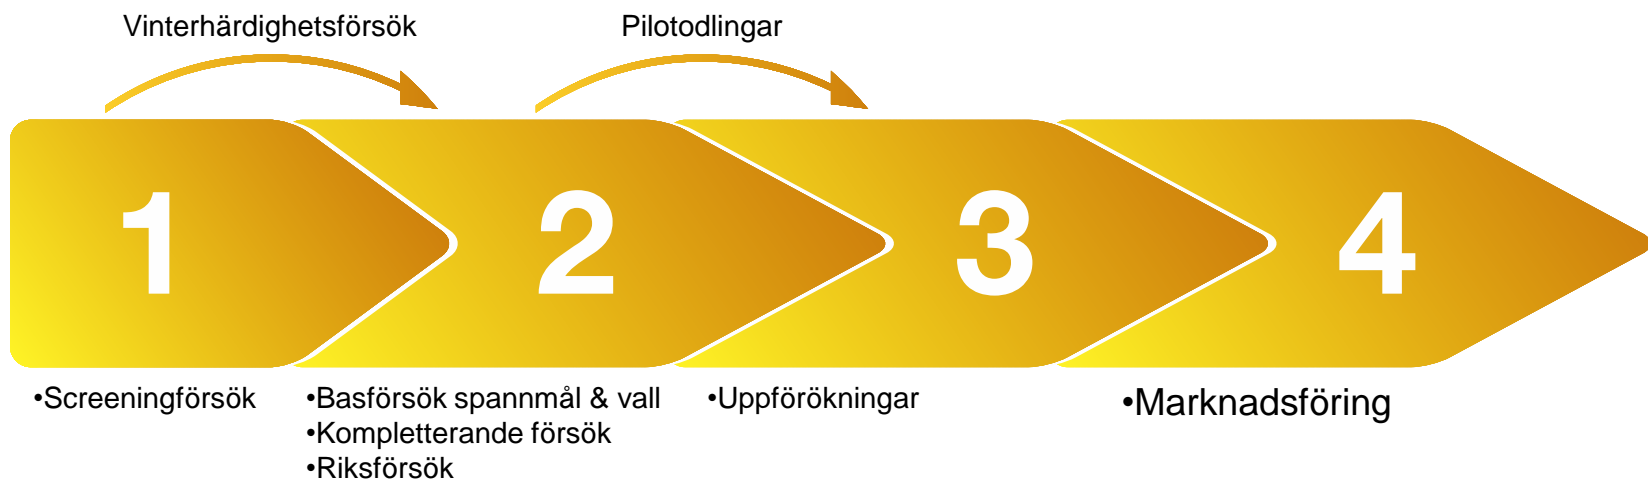 Vinterhärdighetsförsök
Pilotodlingar
1
2
3
4
•Screeningförsök
•Basförsök spannmål & vall
•Kompletterande försök
•Riksförsök
•Uppförökningar
•Marknadsföring